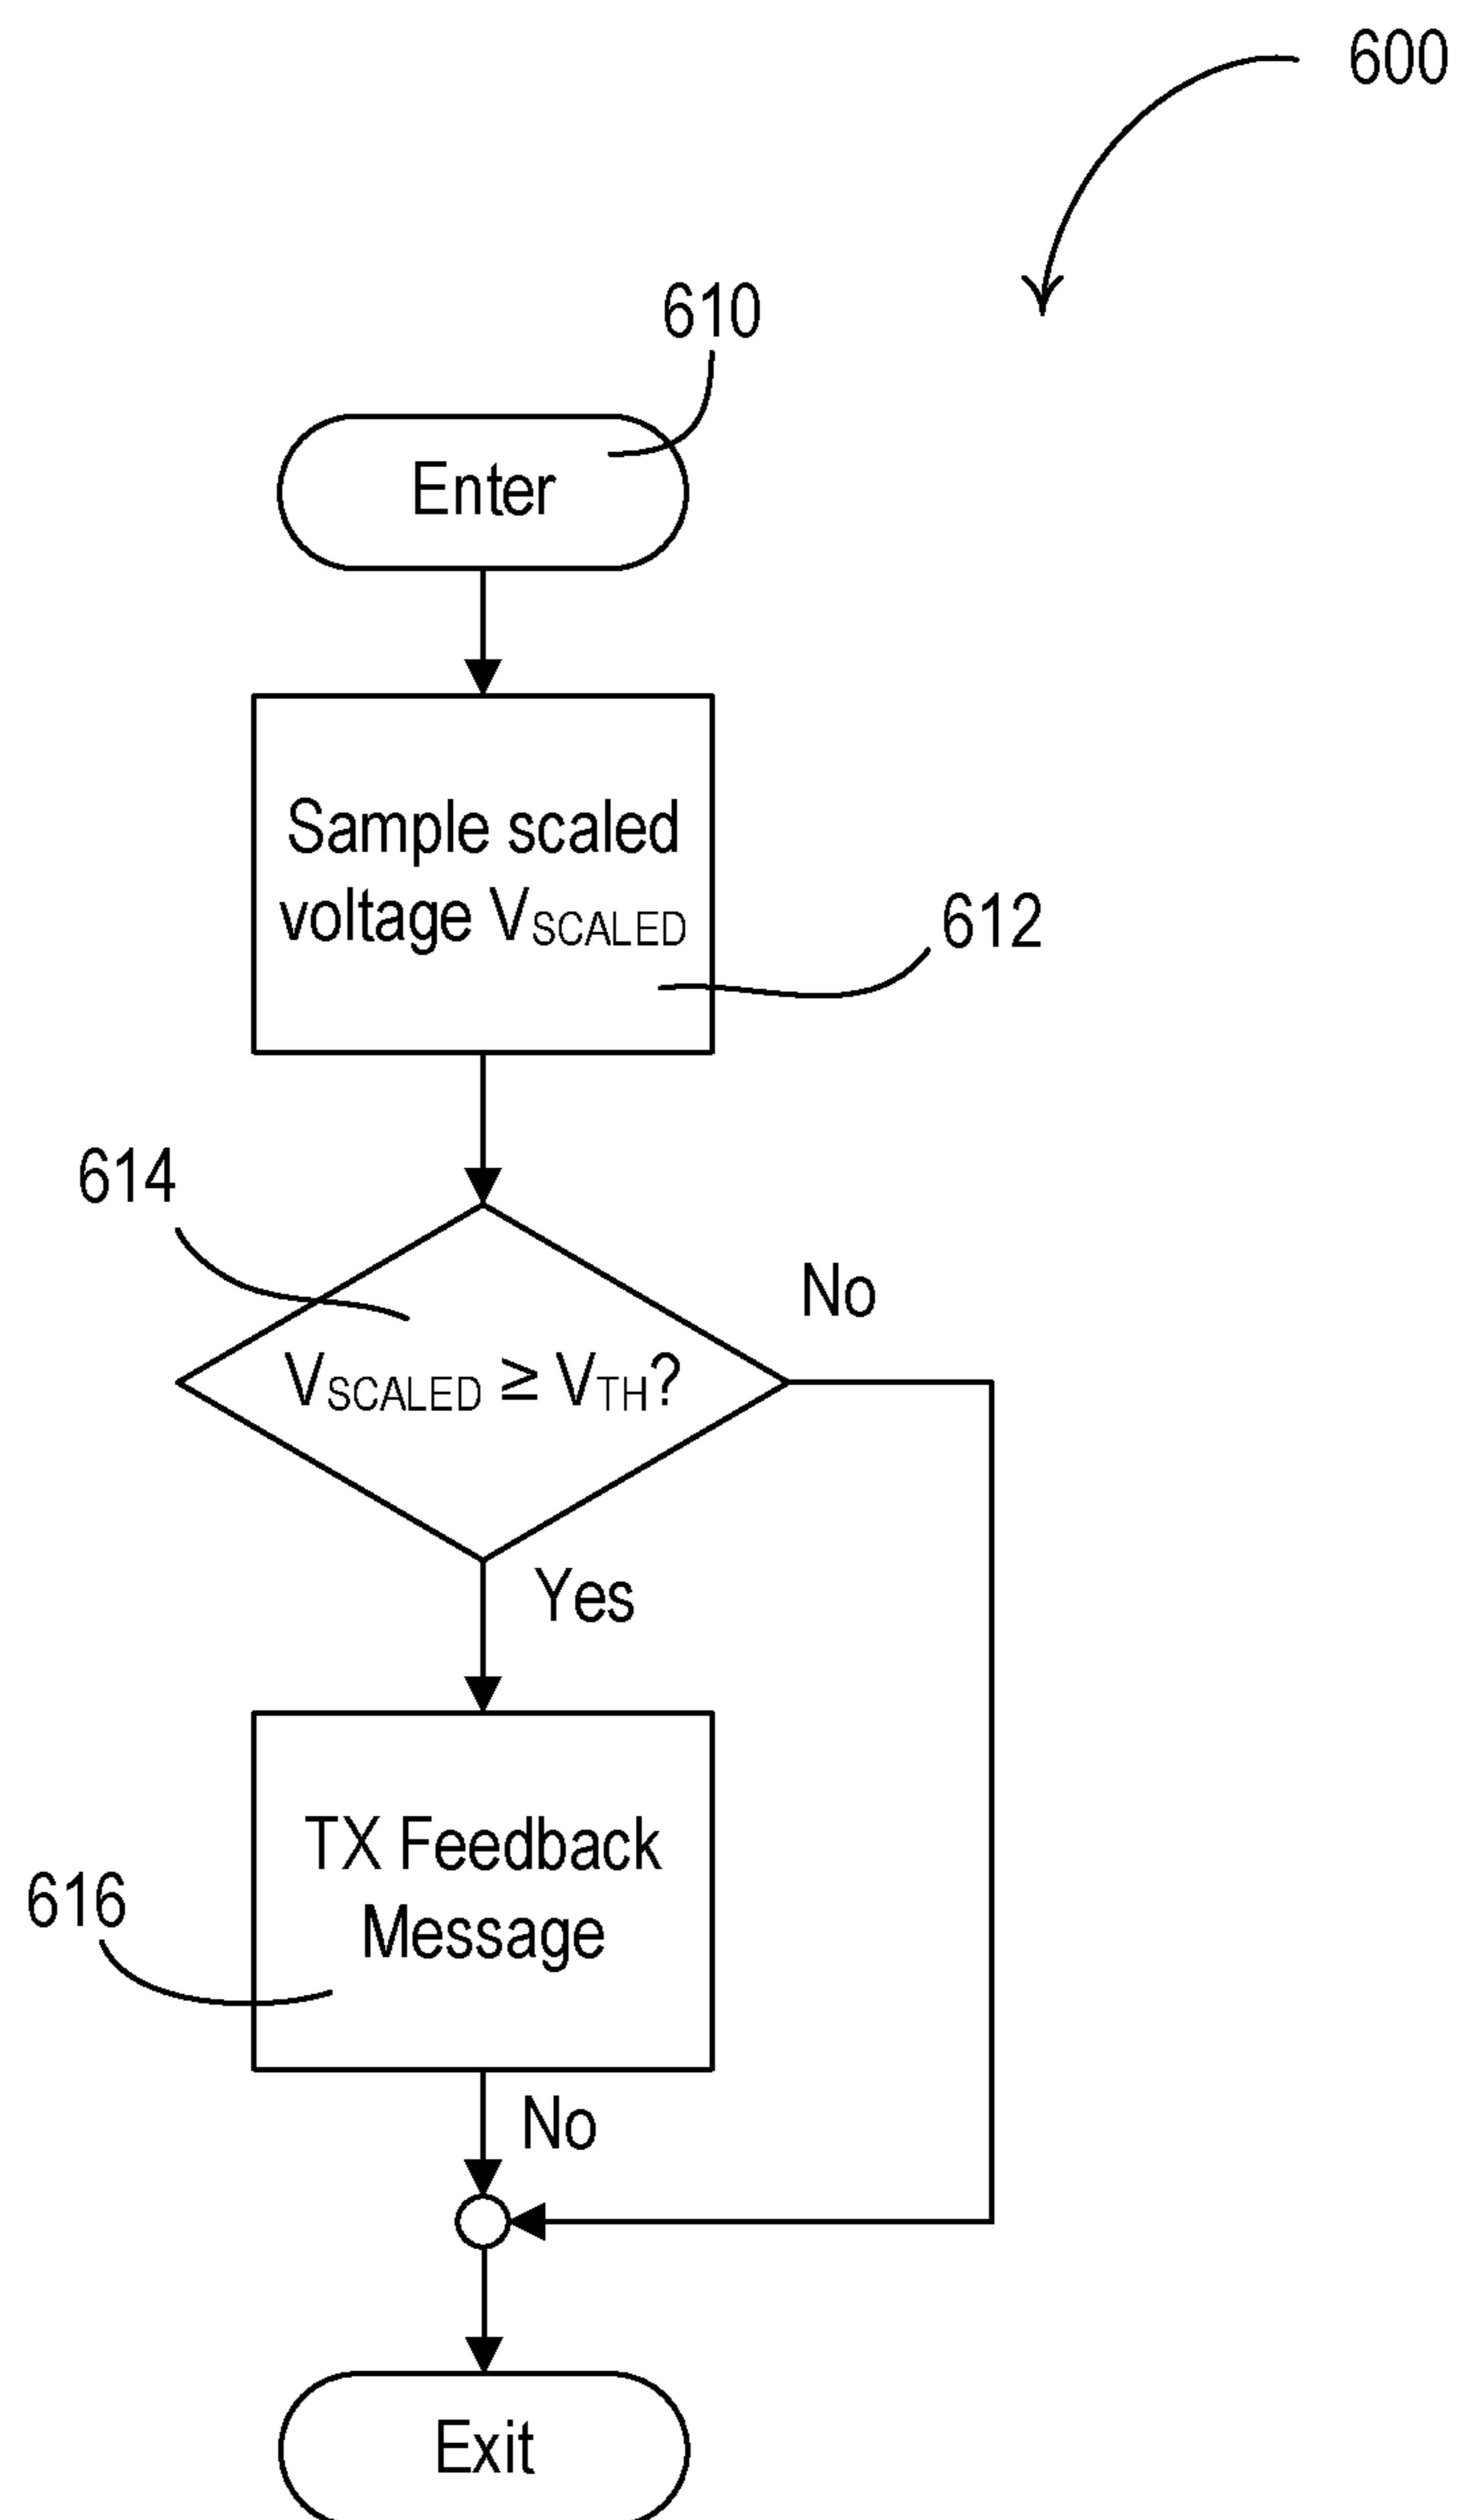 600
610
Enter
Sample scaled
voltage VSCALED
612
614
No
VSCALED ≥ VTH?
Yes
TX Feedback
616
Message
No
Exit